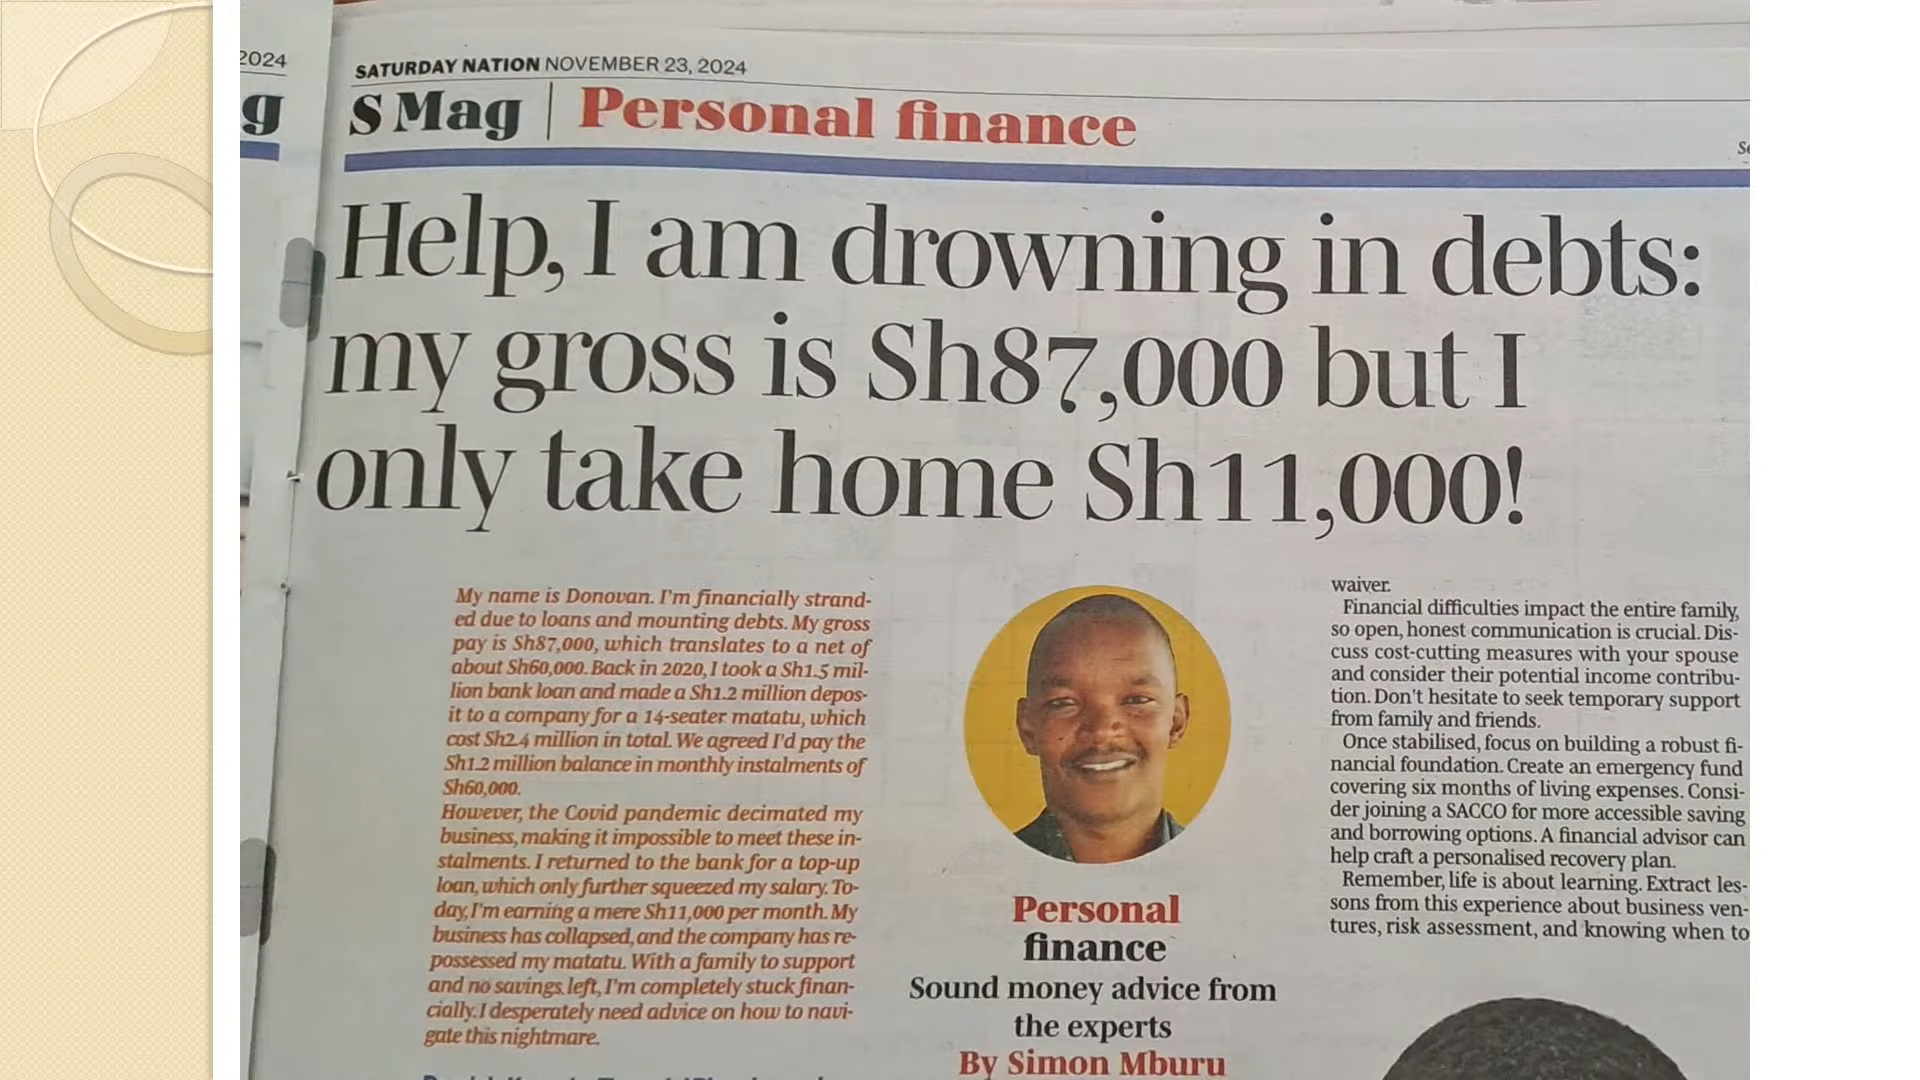 2024
g
SATURDAY NATION NOVEMBER 23, 2024
S Mag | Personal finance
Help, I am drowning in debts:
my gross is Sh87,000 but I
only take home Sh11,000!
My name is Donovan. I'm financially strand-
ed due to loans and mounting debts. My gross
pay is Sh87,000, which translates to a net of
about Sh60,000. Back in 2020, I took a Sh1.5 mil-
lion bank loan and made a Sh1.2 million depos-
it to a company for a 14-seater matatu, which
cost Sh2.4 million in total. We agreed I'd pay the
Sh1.2 million balance in monthly instalments of
Sh60,000.
However, the Covid pandemic decimated my
business, making it impossible to meet these in-
stalments. I returned to the bank for a top-up
loan, which only further squeezed my salary. To-
day, I'm earning a mere Sh11,000 per month. My
business has collapsed, and the company has re-
possessed my matatu. With a family to support
and no savings left, I'm completely stuck finan-
cially. I desperately need advice on how to navi-
gate this nightmare.
Personal
finance
Sound money advice from
the experts
By Simon Mburu
waiver.
Financial difficulties impact the entire family,
so open, honest communication is crucial. Dis-
cuss cost-cutting measures with your spouse
and consider their potential income contribu-
tion. Don't hesitate to seek temporary support
from family and friends.
Once stabilised, focus on building a robust fi-
nancial foundation. Create an emergency fund
covering six months of living expenses. Consi-
der joining a SACCO for more accessible saving
and borrowing options. A financial advisor can
help craft a personalised recovery plan.
Remember, life is about learning. Extract les-
sons from this experience about business ven-
tures, risk assessment, and knowing when to